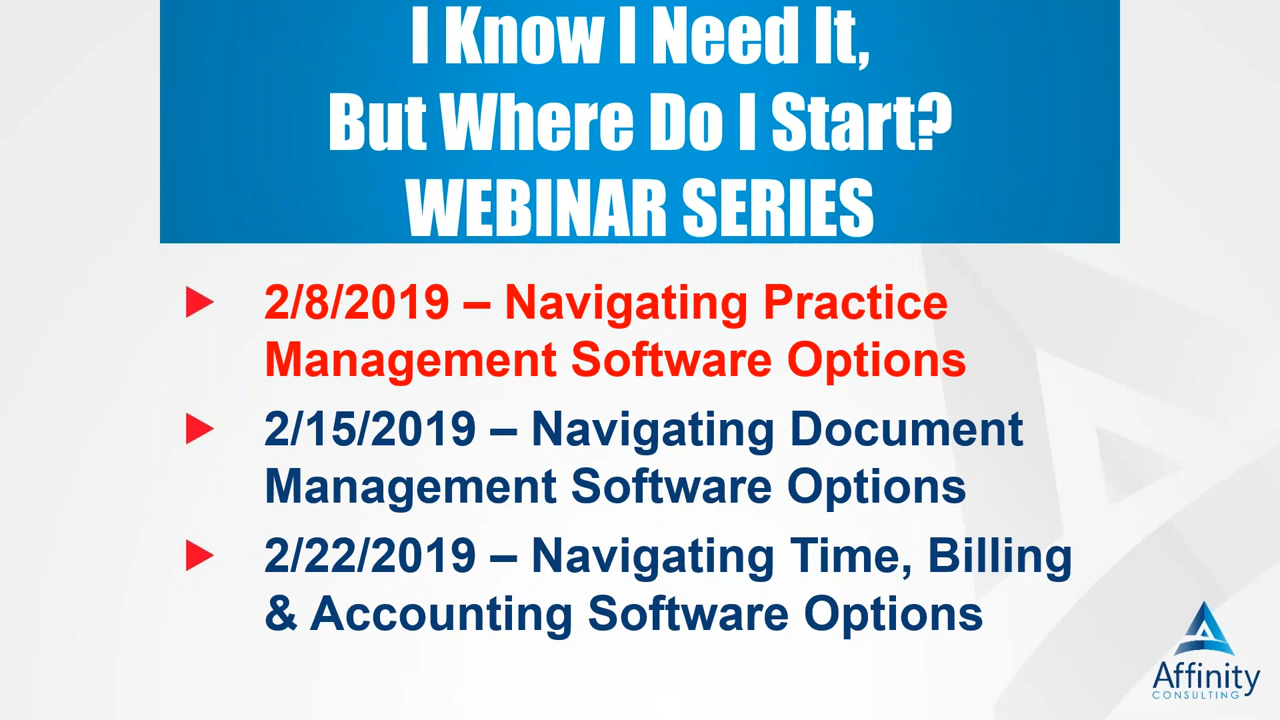 I Know I Need It,
But Where Do I Start?
WEBINAR SERIES
2/8/2019 – Navigating Practice
Management Software Options
2/15/2019 – Navigating Document
Management Software Options
2/22/2019 – Navigating Time, Billing
& Accounting Software Options
Affinity
CONSULTING